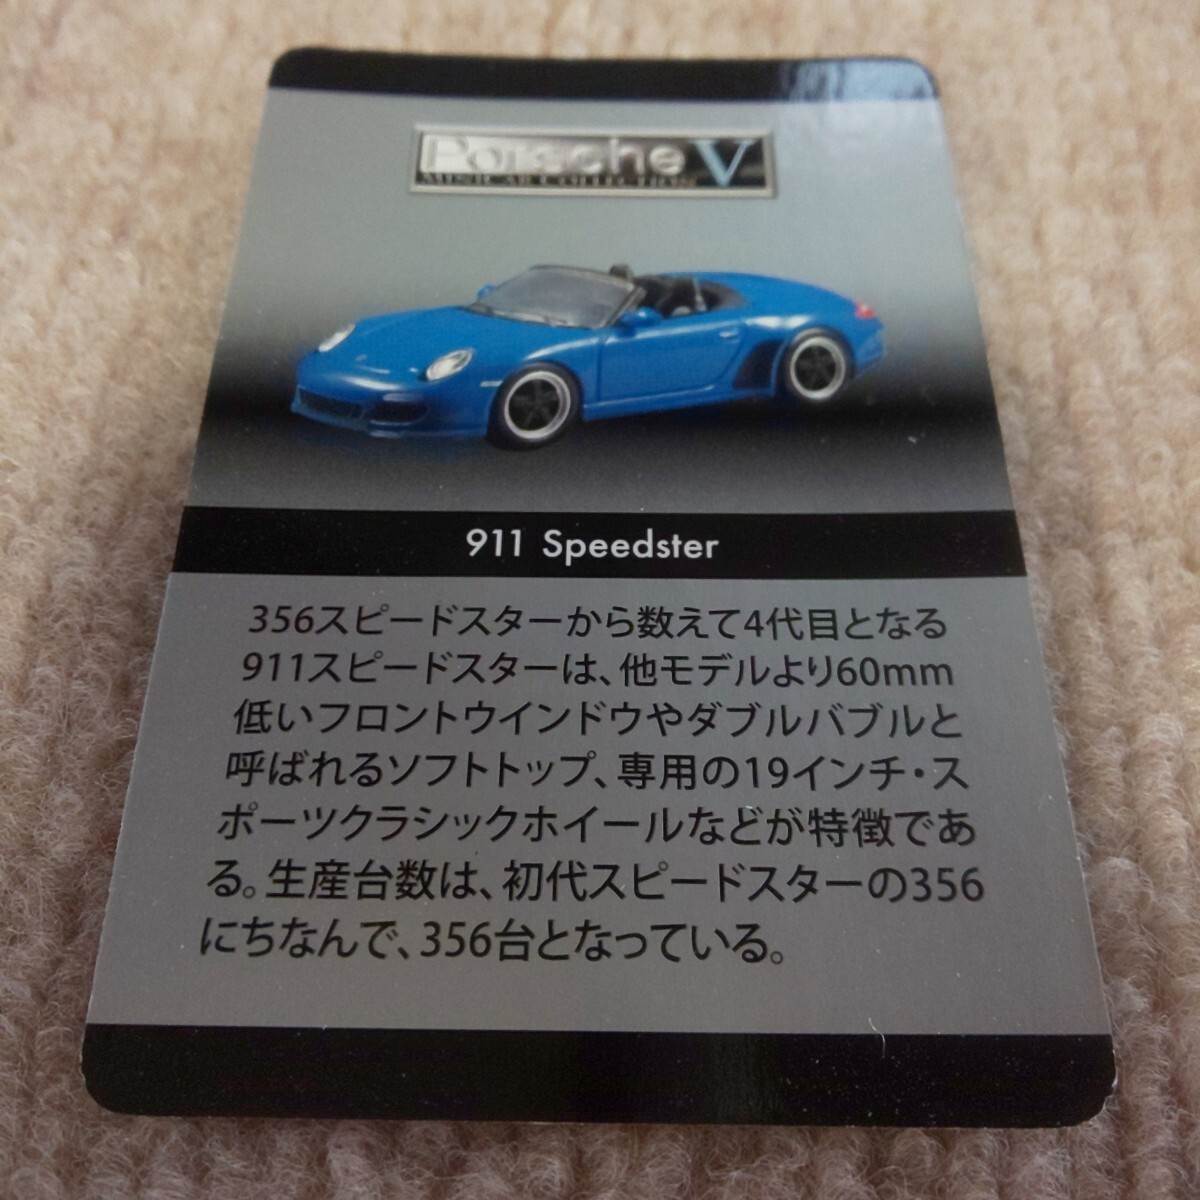 Porsche V
MINICAR COLLECTION
911 Speedster
356スピードスターから数えて4代目となる
911スピードスターは、他モデルより60mm
低いフロントウインドウやダブルバブルと
呼ばれるソフトトップ、専用の19インチ・ス
ポーツクラシックホイールなどが特徴であ
る。生産台数は、初代スピードスターの356
にちなんで、356台となっている。